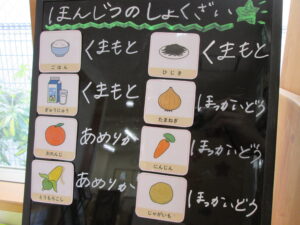 ほんじつのしょくざい
ごはん
くまもと
ひじき
くまもと
ぎゅうにゅう
くまもと
たまねぎ
ほっかいどう
おれんじ
あめりか
にんじん
ほっかいどう
とうもろこし
あめりか
じゃがいも
ほっかいどう